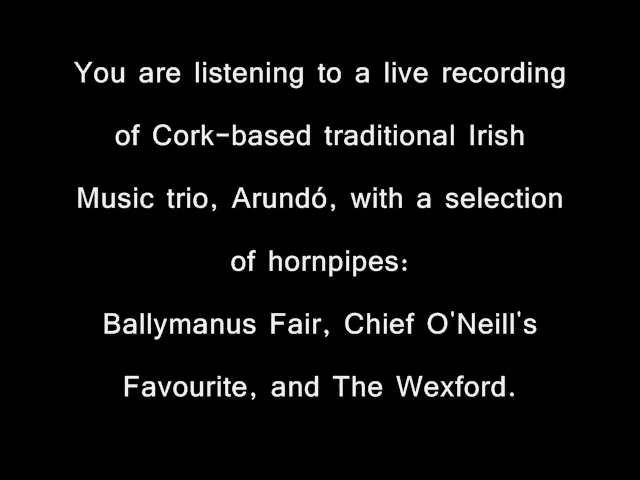 You are listening to a live recording
of Cork-based traditional Irish
Music trio, Arundó, with a selection
of hornpipes:
Ballymanus Fair, Chief O'Neill's
Favourite, and The Wexford.